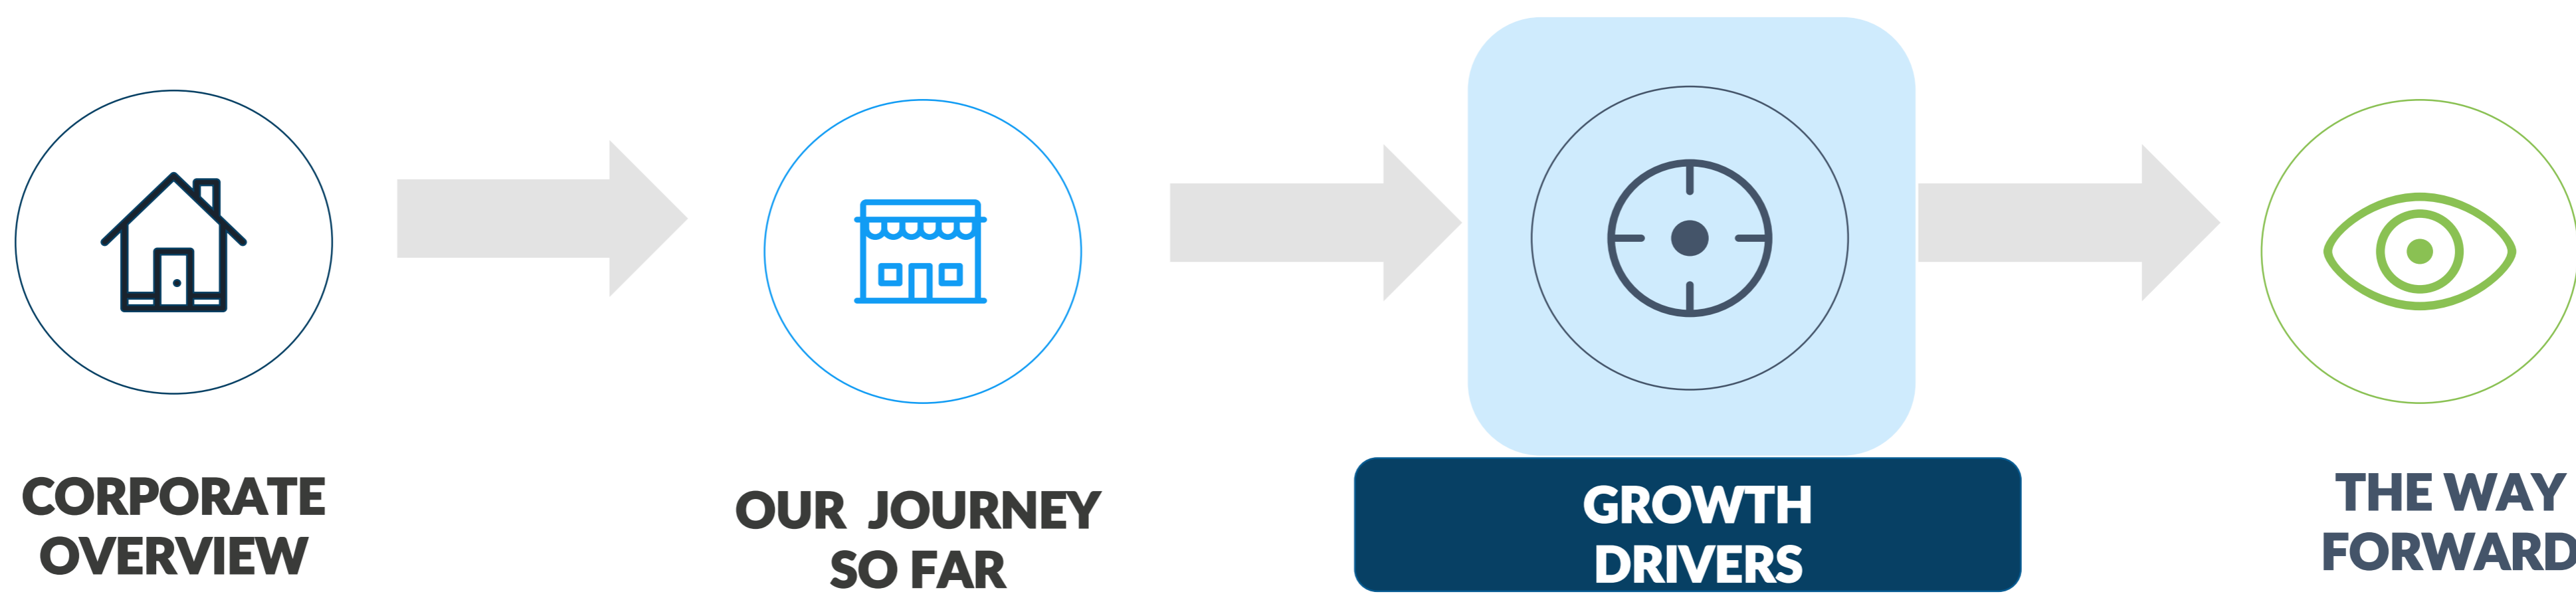 CORPORATE
OVERVIEW
OUR JOURNEY
SO FAR
GROWTH
DRIVERS
THE WAY
FORWARD